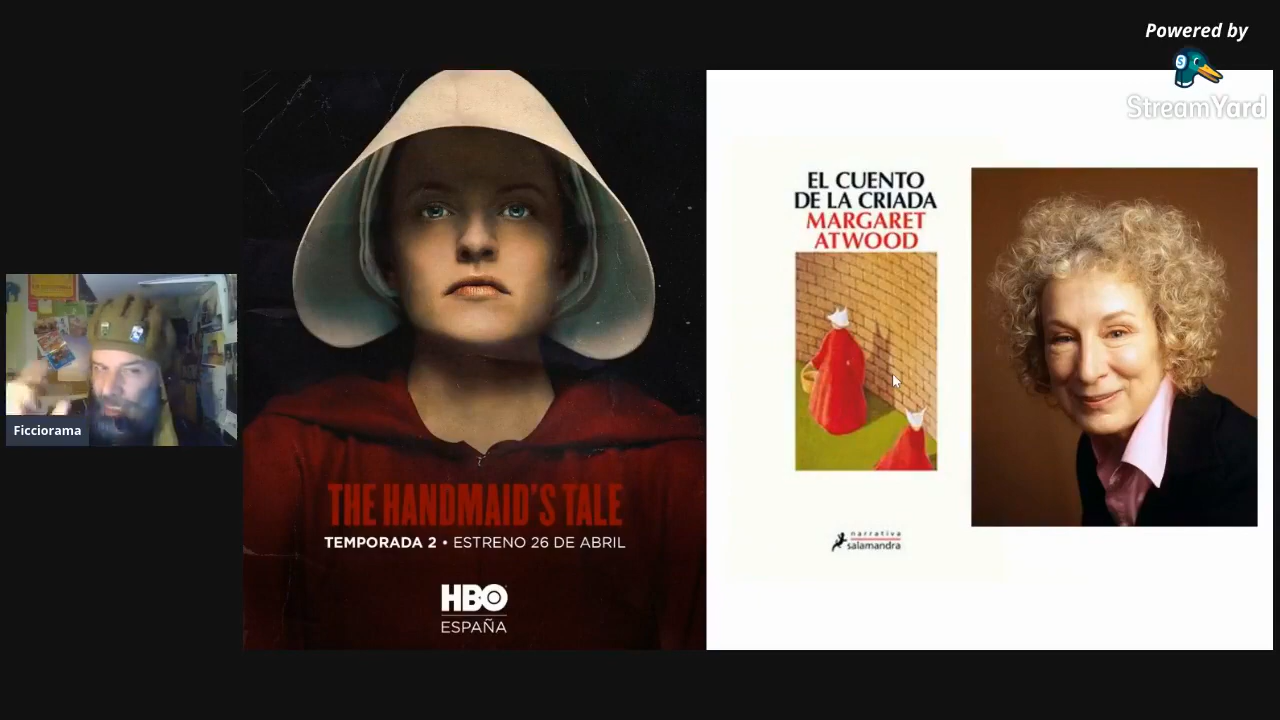 Powered by
StreamYard
Ficciorama
THE HANDMAID'S TALE
TEMPORADA 2 • ESTRENO 26 DE ABRIL
HBO
ESPAÑA
EL CUENTO
DE LA CRIADA
MARGARET
ATWOOD
narrativa
salamandra